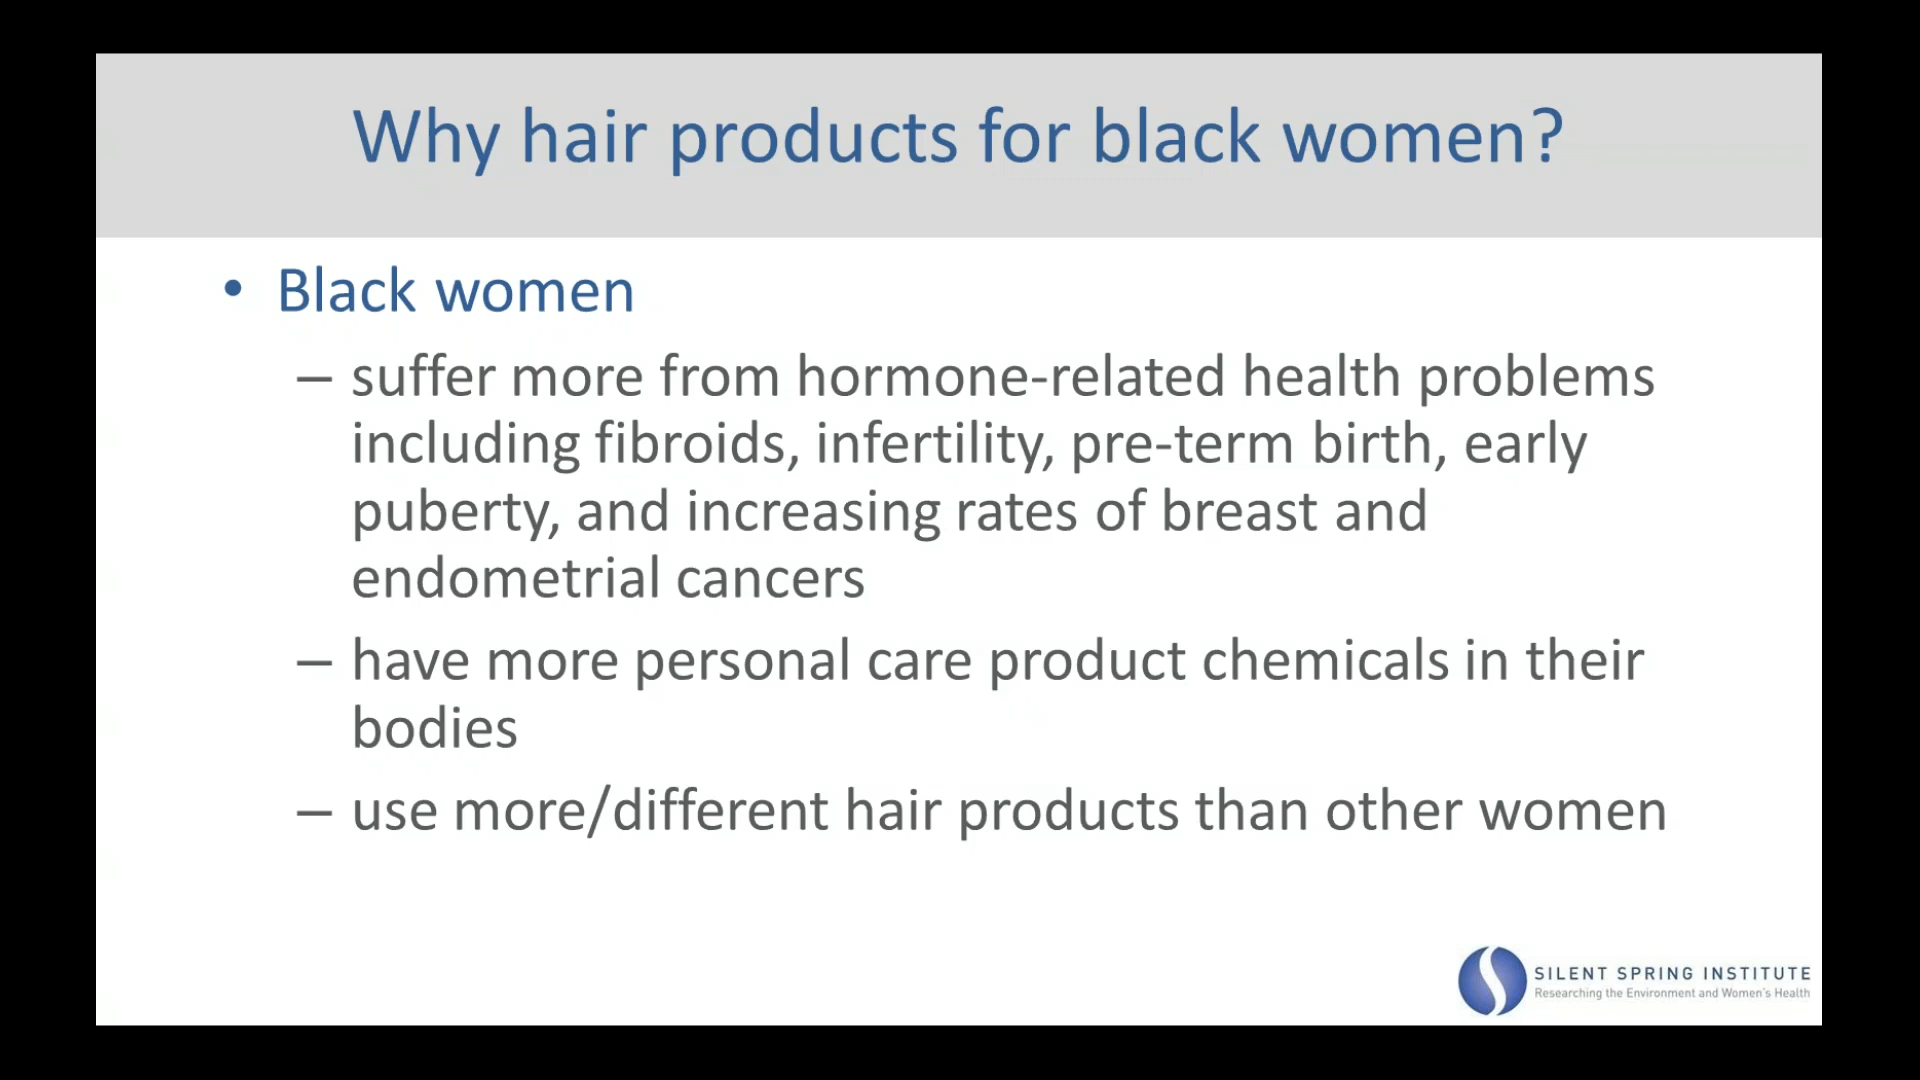 Why hair products for black women?
• Black women
– suffer more from hormone-related health problems
including fibroids, infertility, pre-term birth, early
puberty, and increasing rates of breast and
endometrial cancers
– have more personal care product chemicals in their
bodies
– use more/different hair products than other women
SILENT SPRING INSTITUTE
Researching the Environment and Women's Health